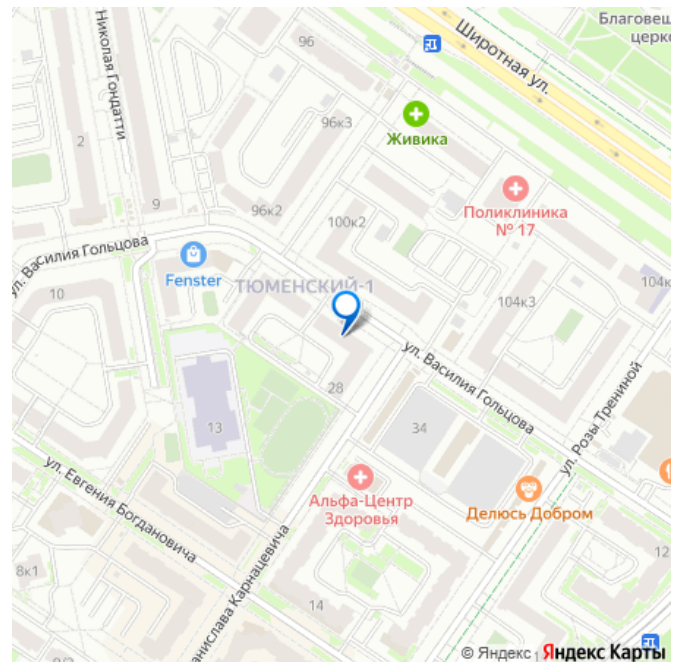 Благовещ
церк
Широтная ул.
96
Николая Гондатти
96к3
Живика
2
Поликлиника
№ 17
9
96к2
100к2
ул. Василия Гольцова
Fenster
ТЮМЕНСКИЙ-1
10
104к3
104к
ул. Василия Гольцова
28
13
34
ул. Розы Трениной
Альфа-Центр
Здоровья
Делюсь Добром
ул. Евгения Богдановича
анислава Карнацевича
8к1
14
12
© Яндекс
Яндекс Карты